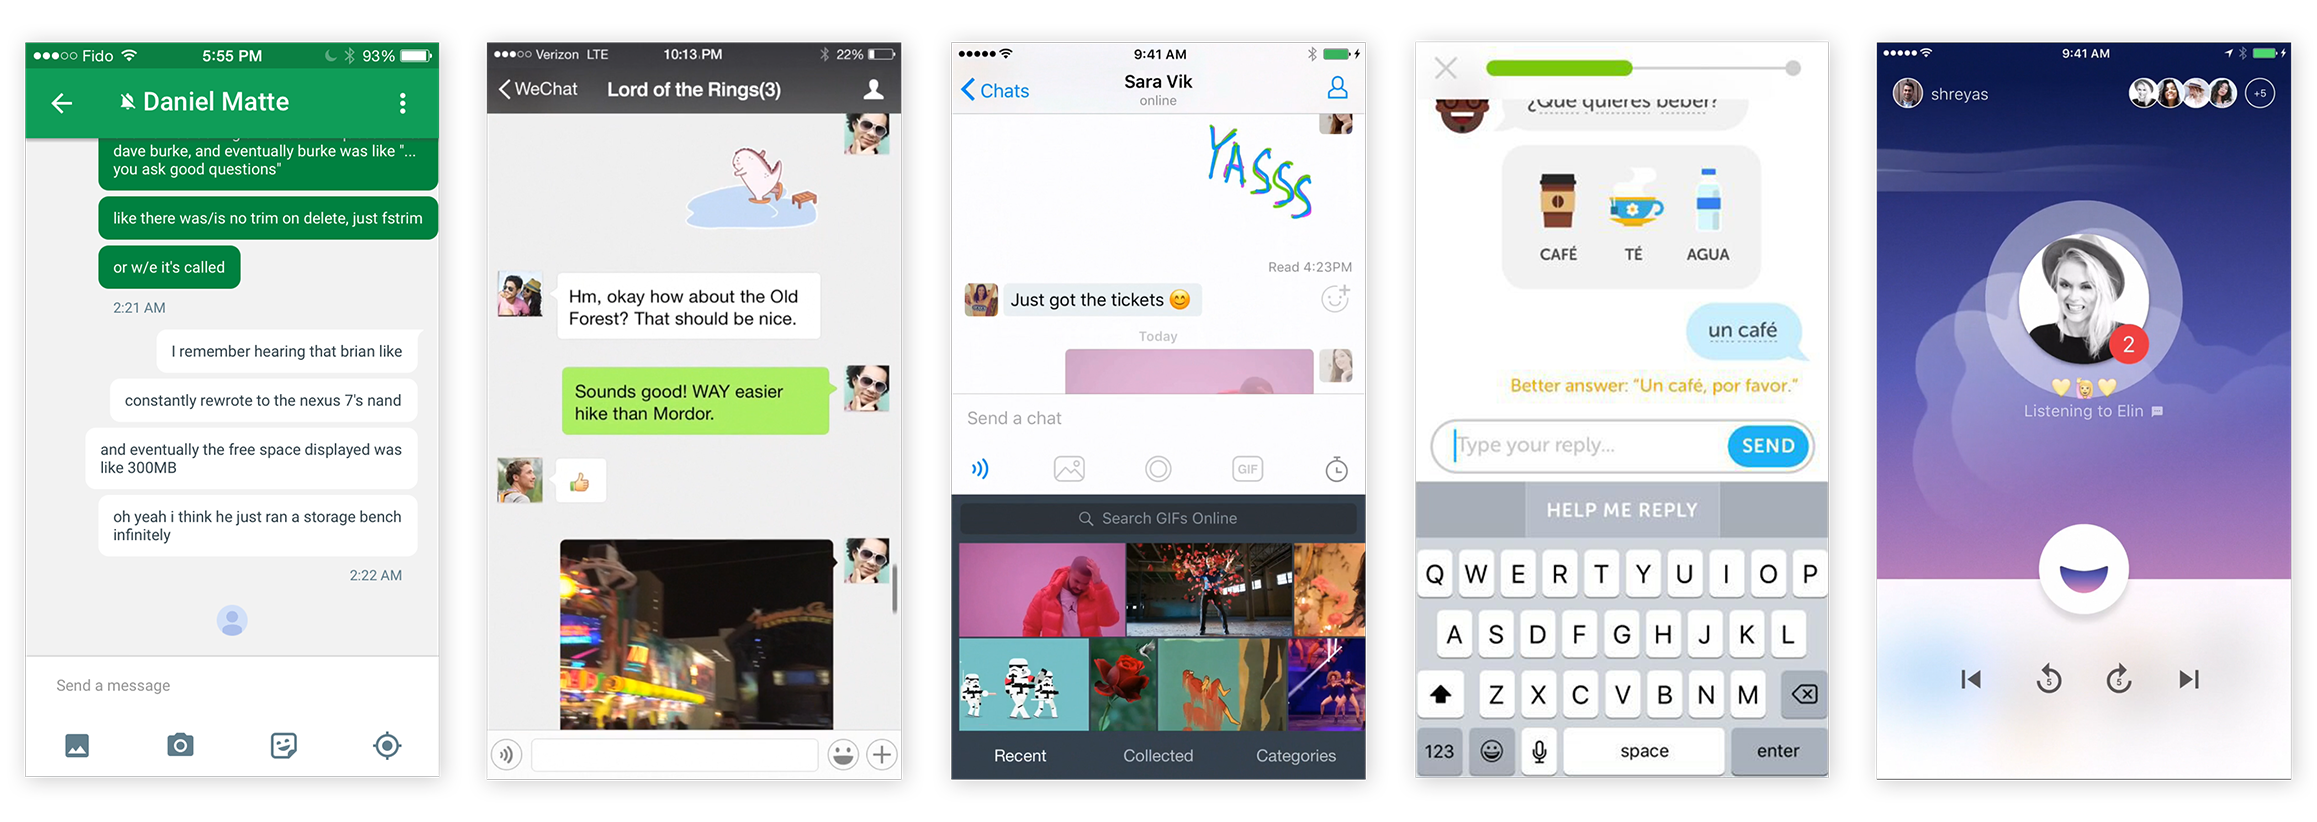 Fido
5:55 PM
93%
Daniel Matte
dave burke, and eventually burke was like "...
you ask good questions"
like there was/is no trim on delete, just fstrim
or w/e it's called
2:21 AM
I remember hearing that brian like
constantly rewrote to the nexus 7's nand
and eventually the free space displayed was
like 300MB
oh yeah i think he just ran a storage bench
infinitely
2:22 AM
Send a message
Verizon LTE
10:13 PM
22%
WeChat
Lord of the Rings(3)
Hm, okay how about the Old
Forest? That should be nice.
Sounds good! WAY easier
hike than Mordor.
9:41 AM
Chats
Sara Vik
online
YASSS
Read 4:23PM
Just got the tickets 😊
Today
Send a chat
GIF
Search GIFs Online
Recent
Collected
Categories
¿Qué quieres beber?
CAFÉ
TÉ
AGUA
un café
Better answer: “Un café, por favor.”
Type your reply...
SEND
HELP ME REPLY
Q W E R T Y U I O P
A S D F G H J K L
Z X C V B N M
123
space
enter
9:41 AM
shreyas
+5
2
Listening to Elin
5
5